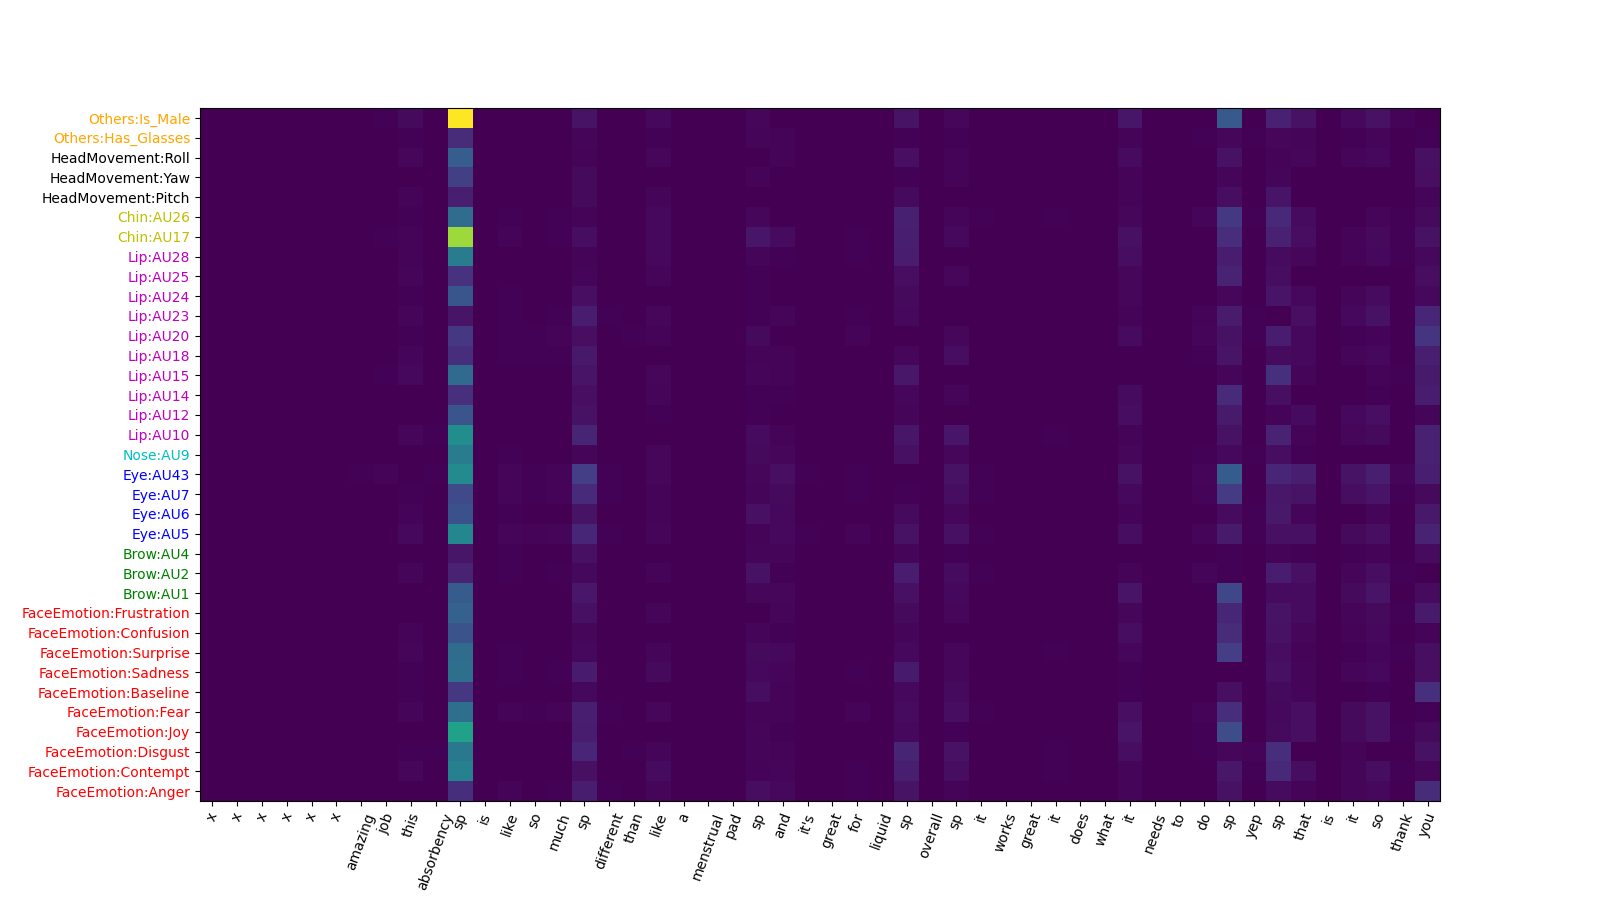 Others:Is_Male
Others:Has_Glasses
HeadMovement:Roll
HeadMovement:Yaw
HeadMovement:Pitch
Chin:AU26
Chin:AU17
Lip:AU28
Lip:AU25
Lip:AU24
Lip:AU23
Lip:AU20
Lip:AU18
Lip:AU15
Lip:AU14
Lip:AU12
Lip:AU10
Nose:AU9
Eye:AU43
Eye:AU7
Eye:AU6
Eye:AU5
Brow:AU4
Brow:AU2
Brow:AU1
FaceEmotion:Frustration
FaceEmotion:Confusion
FaceEmotion:Surprise
FaceEmotion:Sadness
FaceEmotion:Baseline
FaceEmotion:Fear
FaceEmotion:Joy
FaceEmotion:Disgust
FaceEmotion:Contempt
FaceEmotion:Anger
x
x
x
x
x
x
amazing
job
this
absorbency
sp
is
like
so
much
sp
different
than
like
a
menstrual
pad
sp
and
it's
great
for
liquid
sp
overall
sp
it
works
great
it
does
what
it
needs
to
do
sp
yep
sp
that
is
it
so
thank
you